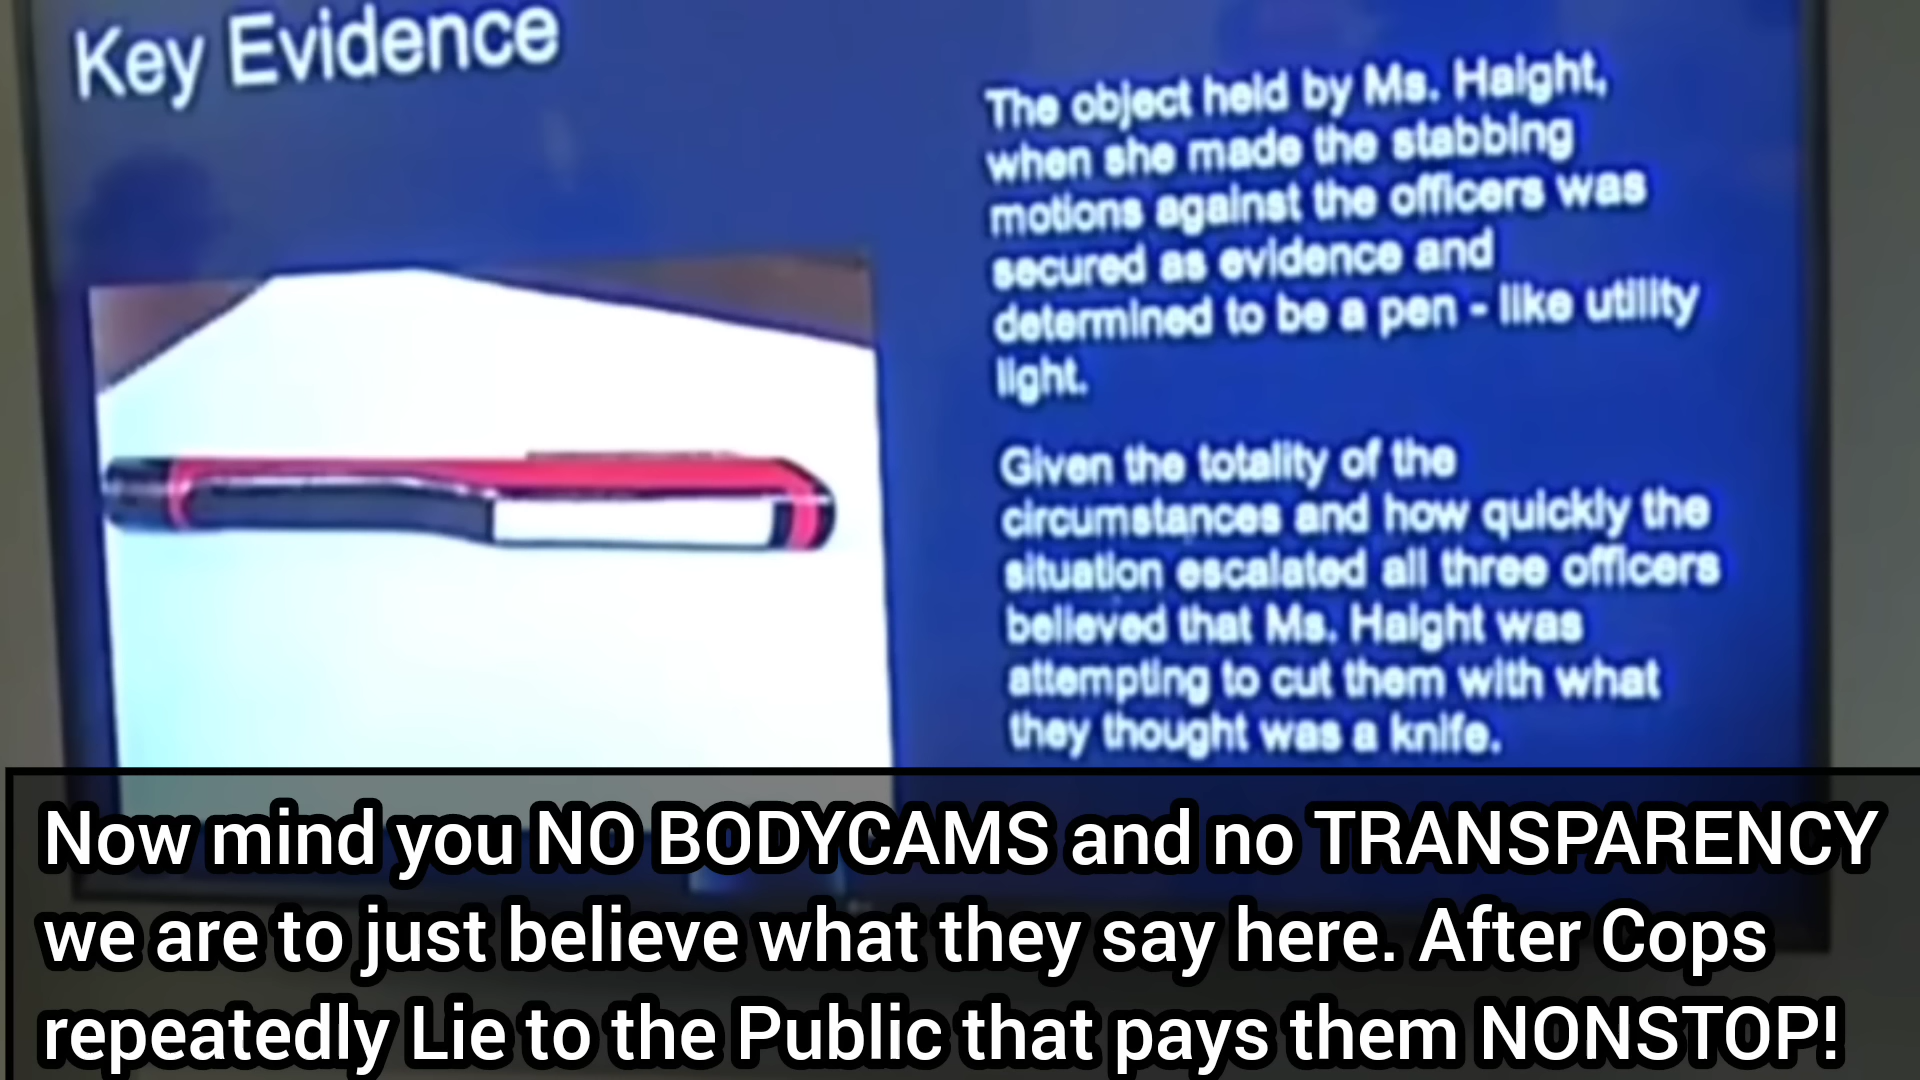 Key Evidence
The object held by Ms. Haight,
when she made the stabbing
motions against the officers was
secured as evidence and
determined to be a pen - like utility
light.
Given the totality of the
circumstances and how quickly the
situation escalated all three officers
believed that Ms. Haight was
attempting to cut them with what
they thought was a knife.
Now mind you NO BODYCAMS and no TRANSPARENCY
we are to just believe what they say here. After Cops
repeatedly Lie to the Public that pays them NONSTOP!